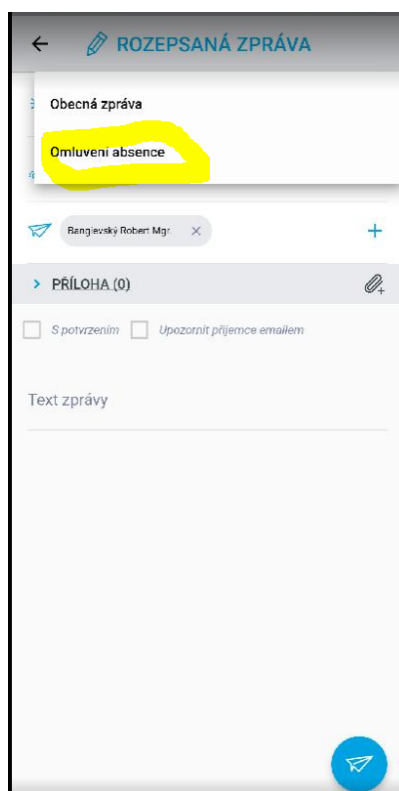 ROZEPSANÁ ZPRÁVA
Obecná zpráva
Omluvení absence
Bangievský Robert Mgr.
PŘÍLOHA (0)
S potvrzením Upozornit příjemce emailem
Text zprávy